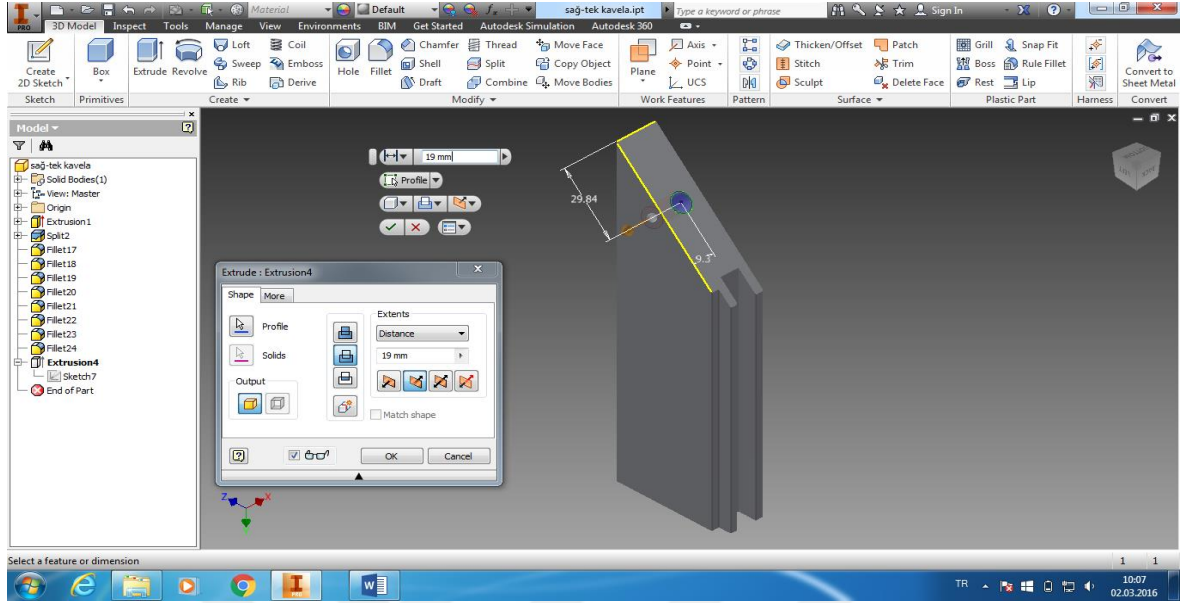 Material
Default
sağ-tek kavela.ipt
Type a keyword or phrase
Sign In
PRO
3D Model Inspect Tools Manage View Environments BIM Get Started Autodesk Simulation Autodesk 360
Loft Coil Chamfer Thread Move Face Axis Thicken/Offset Patch Grill Snap Fit
Sweep Emboss Shell Split Copy Object Point Stitch Trim Boss Rule Fillet
Rib Derive Draft Combine Move Bodies UCS Sculpt Delete Face Rest Lip
Create 2D Sketch
Box
Extrude Revolve
Hole Fillet
Plane
Convert to Sheet Metal
Sketch Primitives Create Modify Work Features Pattern Surface Plastic Part Harness Convert
Model
sağ-tek kavela
Solid Bodies(1)
View: Master
Origin
Extrusion1
Split2
Fillet17
Fillet18
Fillet19
Fillet20
Fillet21
Fillet22
Fillet23
Fillet24
Extrusion4
Sketch7
End of Part
19 mm
Profile
29.84
9.3
Extrude : Extrusion4
Shape More
Profile
Solids
Output
Extents
Distance
19 mm
Match shape
OK Cancel
Z X Y
Select a feature or dimension
1 1
TR
10:07
02.03.2016